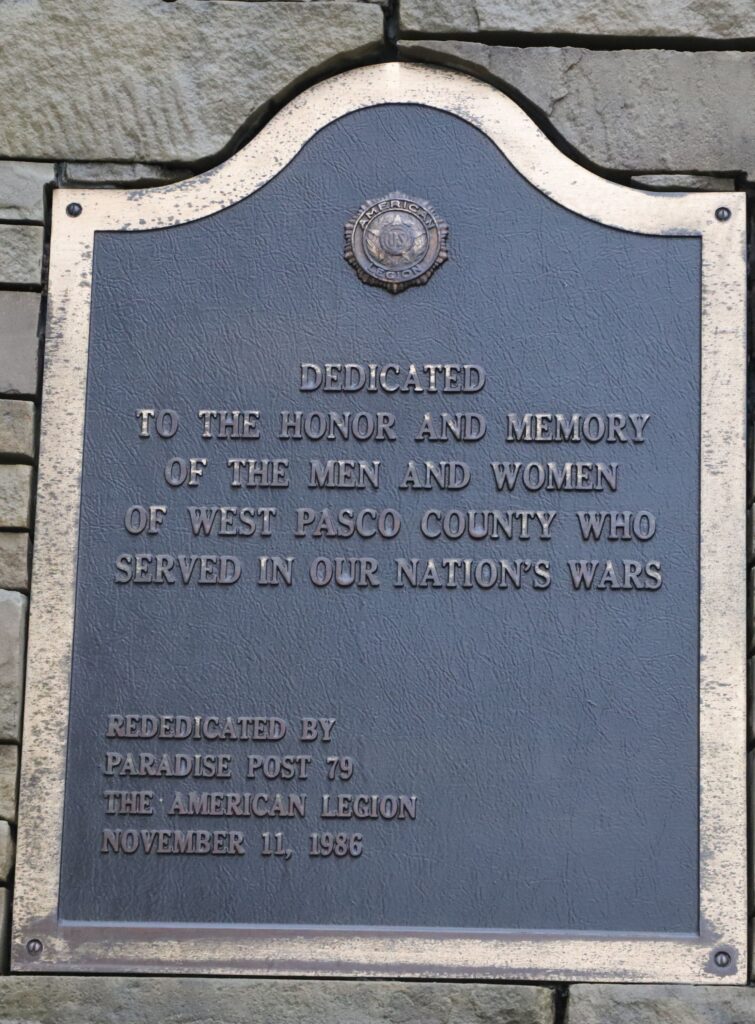 AMERICAN
US
LEGION
DEDICATED
TO THE HONOR AND MEMORY
OF THE MEN AND WOMEN
OF WEST PASCO COUNTY WHO
SERVED IN OUR NATION'S WARS
REDEDICATED BY
PARADISE POST 79
THE AMERICAN LEGION
NOVEMBER 11, 1986